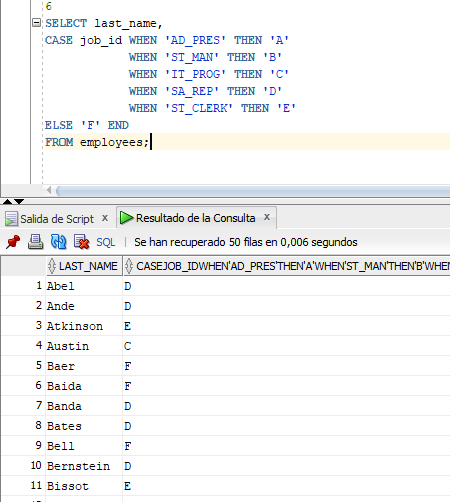 6
SELECT last_name,
CASE job_id WHEN 'AD_PRES' THEN 'A'
WHEN 'ST_MAN' THEN 'B'
WHEN 'IT_PROG' THEN 'C'
WHEN 'SA_REP' THEN 'D'
WHEN 'ST_CLERK' THEN 'E'
ELSE 'F' END
FROM employees;
Salida de Script x Resultado de la Consulta x
SQL | Se han recuperado 50 filas en 0,006 segundos
LAST_NAME CASEJOB_IDWHEN'AD_PRES'THEN'A'WHEN'ST_MAN'THEN'B'WHEN
1 Abel D
2 Ande D
3 Atkinson E
4 Austin C
5 Baer F
6 Baida F
7 Banda D
8 Bates D
9 Bell F
10 Bernstein D
11 Bissot E